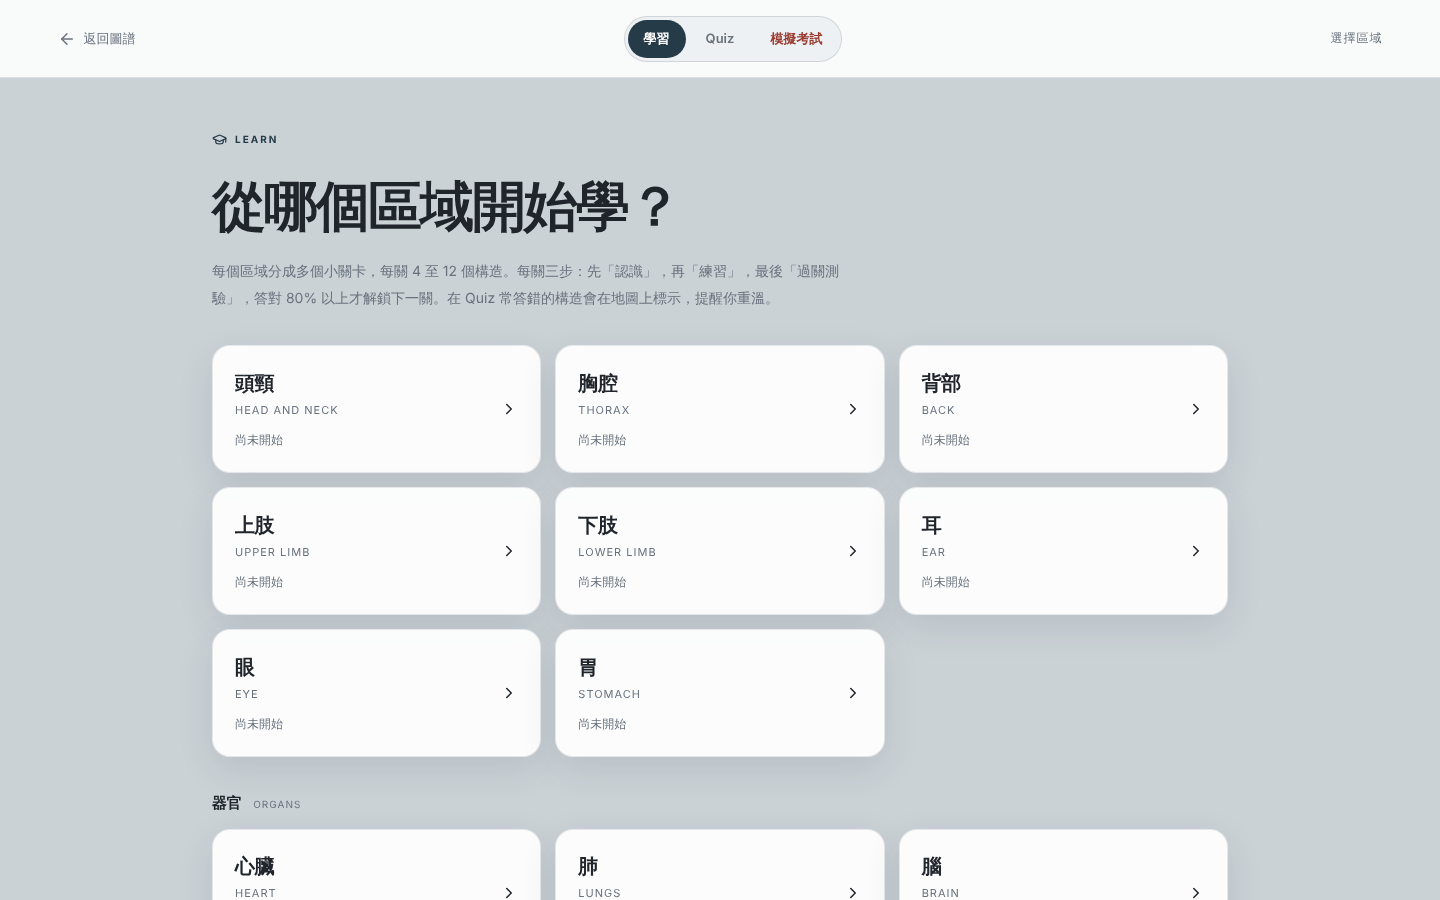 返回圖譜
學習
Quiz
模擬考試
選擇區域
LEARN
從哪個區域開始學？
每個區域分成多個小關卡，每關 4 至 12 個構造。每關三步：先「認識」，再「練習」，最後「過關測
驗」，答對 80% 以上才解鎖下一關。在 Quiz 常答錯的構造會在地圖上標示，提醒你重溫。
頭頸
HEAD AND NECK
尚未開始
胸腔
THORAX
尚未開始
背部
BACK
尚未開始
上肢
UPPER LIMB
尚未開始
下肢
LOWER LIMB
尚未開始
耳
EAR
尚未開始
眼
EYE
尚未開始
胃
STOMACH
尚未開始
器官 ORGANS
心臟
HEART
肺
LUNGS
腦
BRAIN